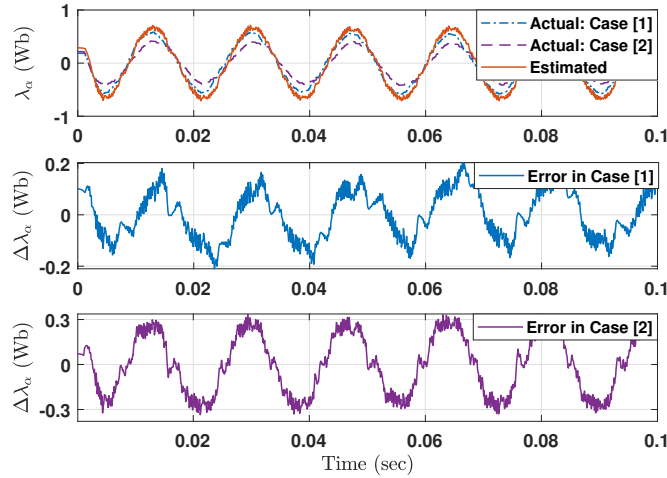 Actual: Case [1]
Actual: Case [2]
Estimated
λα (Wb)
1
0
-1
0 0.02 0.04 0.06 0.08 0.1
Error in Case [1]
Δλα (Wb)
0.2
0
-0.2
0 0.02 0.04 0.06 0.08 0.1
Error in Case [2]
Δλα (Wb)
0.3
0
-0.3
0.02 0.04 0.06 0.08 0.1
Time (sec)